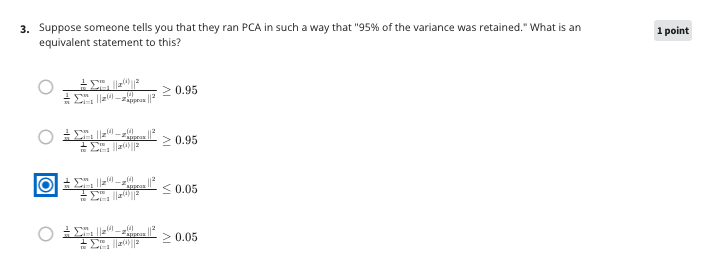 3. Suppose someone tells you that they ran PCA in such a way that "95% of the variance was retained." What is an
1 point
equivalent statement to this?
\frac{\frac{1}{m} \sum_{i=1}^{m} ||x^{(i)}||^2}{\frac{1}{m} \sum_{i=1}^{m} ||x^{(i)} - x_{\text{approx}}^{(i)}||^2} ≥ 0.95
\frac{\frac{1}{m} \sum_{i=1}^{m} ||x^{(i)} - x_{\text{approx}}^{(i)}||^2}{\frac{1}{m} \sum_{i=1}^{m} ||x^{(i)}||^2} ≥ 0.95
\frac{\frac{1}{m} \sum_{i=1}^{m} ||x^{(i)} - x_{\text{approx}}^{(i)}||^2}{\frac{1}{m} \sum_{i=1}^{m} ||x^{(i)}||^2} ≤ 0.05
\frac{\frac{1}{m} \sum_{i=1}^{m} ||x^{(i)} - x_{\text{approx}}^{(i)}||^2}{\frac{1}{m} \sum_{i=1}^{m} ||x^{(i)}||^2} ≥ 0.05